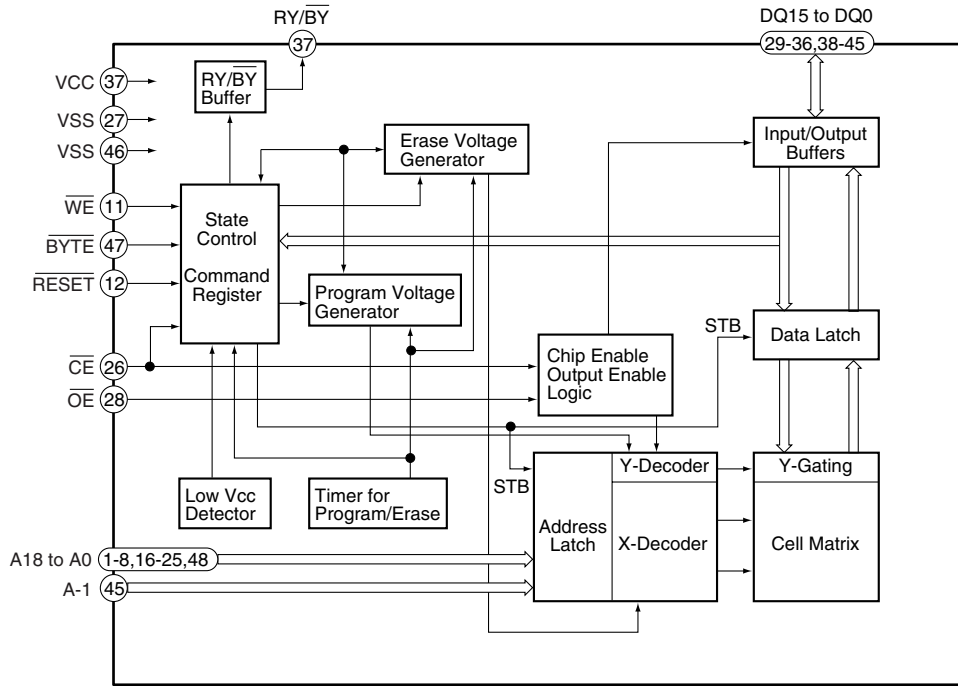 RY/BY
DQ15 to DQ0
37
29-36,38-45
VCC
37
RY/BY
Buffer
VSS
27
VSS
46
Erase Voltage
Generator
Input/Output
Buffers
WE
11
State
Control
BYTE
47
Command
Register
RESET
12
Program Voltage
Generator
STB
Data Latch
CE
26
Chip Enable
Output Enable
Logic
OE
28
STB
Y-Decoder
Y-Gating
Low Vcc
Detector
Timer for
Program/Erase
Address
Latch
X-Decoder
Cell Matrix
A18 to A0
1-8,16-25,48
A-1
45